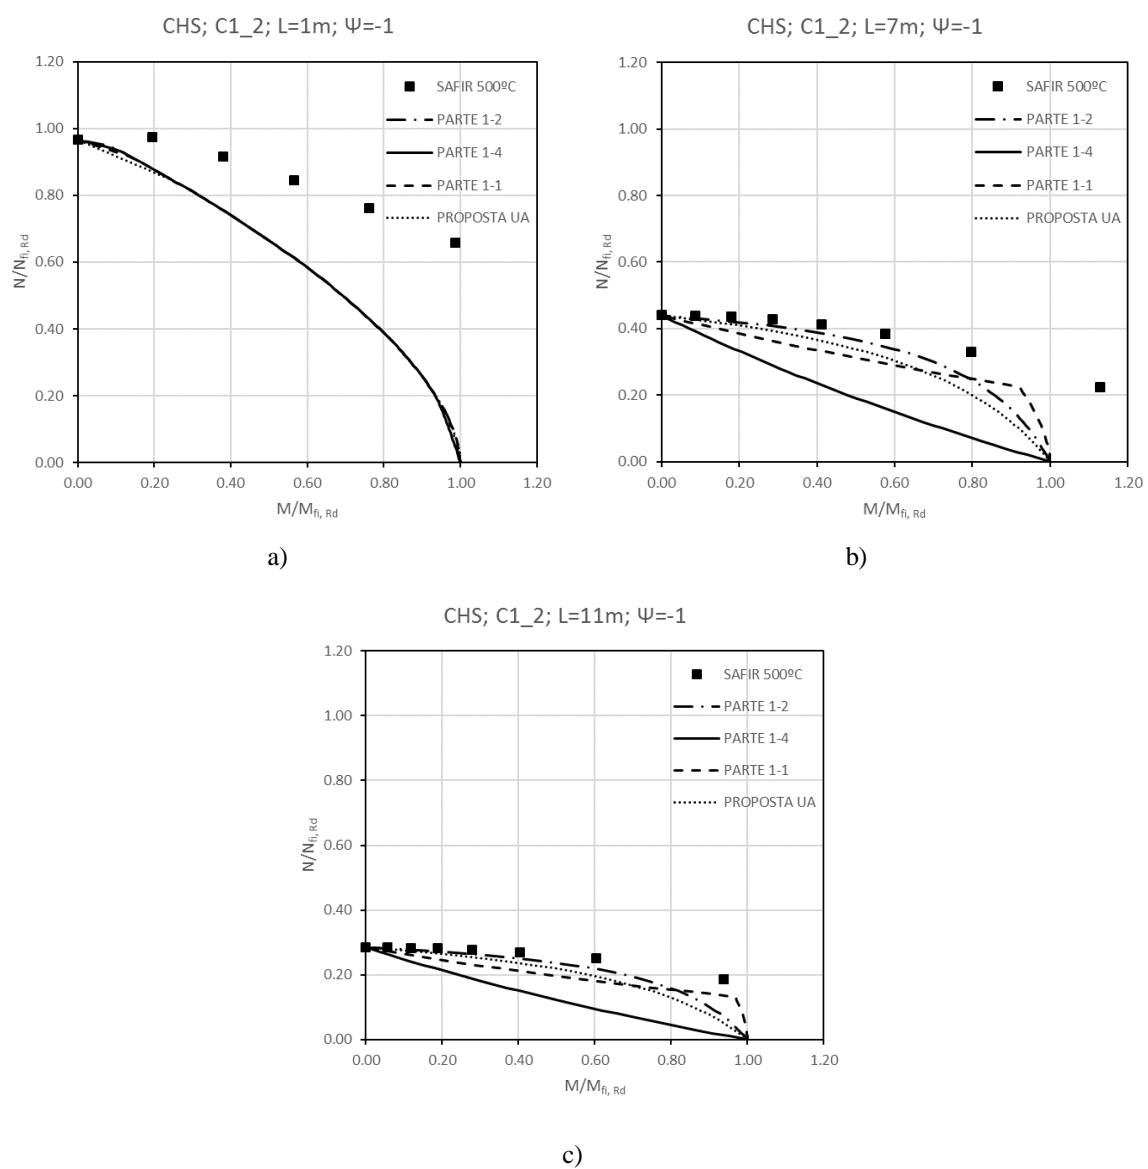 CHS; C1_2; L=1m; Ψ=-1
1.20
1.00
0.80
0.60
0.40
0.20
0.00
N/Nfi, Rd
SAFIR 500ºC
PARTE 1-2
PARTE 1-4
PARTE 1-1
PROPOSTA UA
0.00 0.20 0.40 0.60 0.80 1.00 1.20
M/Mfi, Rd
a)
CHS; C1_2; L=7m; Ψ=-1
1.20
1.00
0.80
0.60
0.40
0.20
0.00
N/Nfi, Rd
SAFIR 500ºC
PARTE 1-2
PARTE 1-4
PARTE 1-1
PROPOSTA UA
0.00 0.20 0.40 0.60 0.80 1.00 1.20
M/Mfi, Rd
b)
CHS; C1_2; L=11m; Ψ=-1
1.20
1.00
0.80
0.60
0.40
0.20
0.00
N/Nfi, Rd
SAFIR 500ºC
PARTE 1-2
PARTE 1-4
PARTE 1-1
PROPOSTA UA
0.00 0.20 0.40 0.60 0.80 1.00 1.20
M/Mfi, Rd
c)